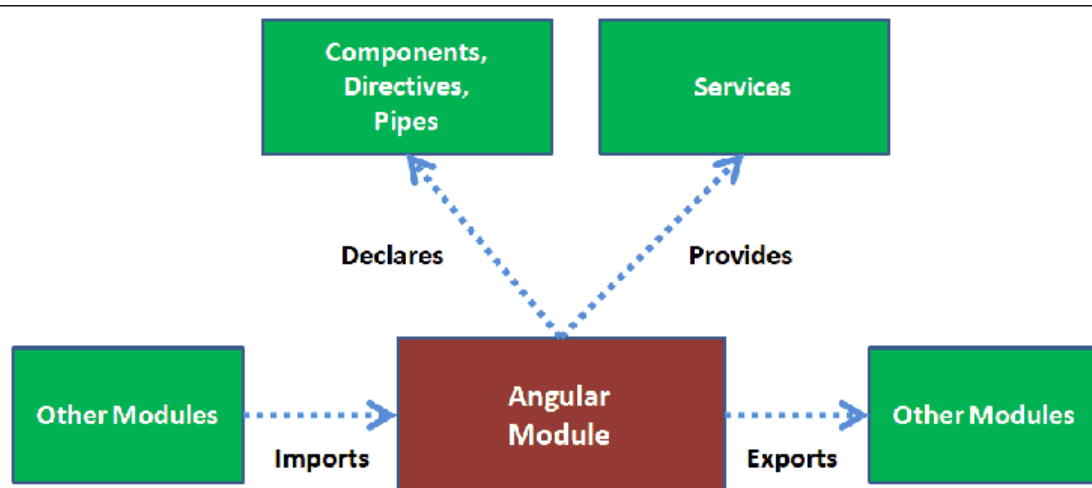 Components,
Directives,
Pipes
Services
Declares
Provides
Other Modules
Imports
Angular
Module
Exports
Other Modules